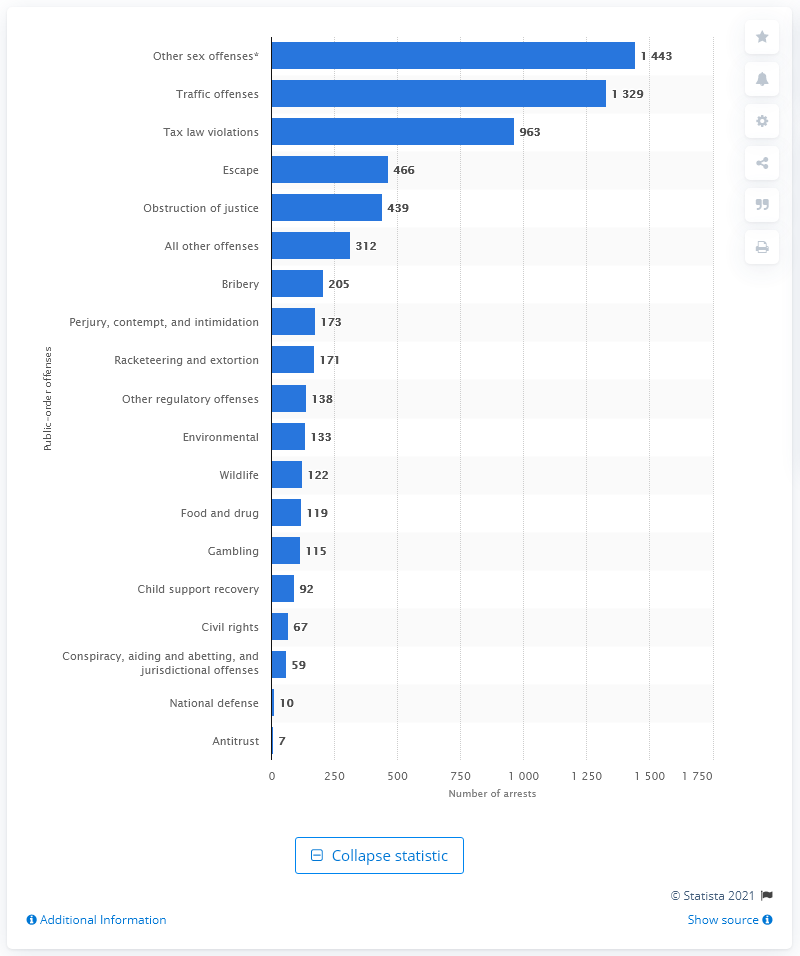 Other sex offenses* 1 443
Traffic offenses 1 329
Tax law violations 963
Escape 466
Obstruction of justice 439
All other offenses 312
Bribery 205
Perjury, contempt, and intimidation 173
Racketeering and extortion 171
Other regulatory offenses 138
Environmental 133
Wildlife 122
Food and drug 119
Gambling 115
Child support recovery 92
Civil rights 67
Conspiracy, aiding and abetting, and
jurisdictional offenses 59
National defense 10
Antitrust 7
Public-order offenses
0 250 500 750 1 000 1 250 1 500 1 750
Number of arrests
Collapse statistic
© Statista 2021
Additional Information
Show source